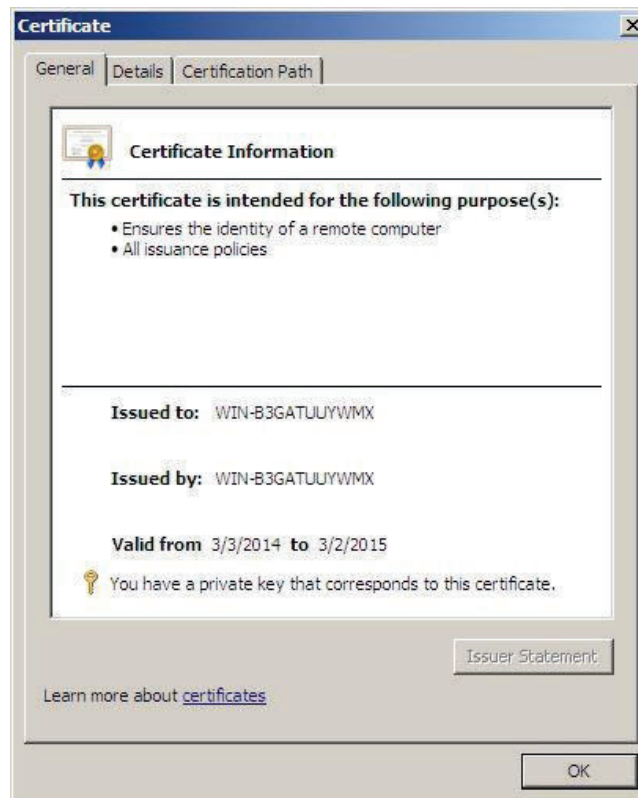 Certificate
General Details Certification Path
Certificate Information
This certificate is intended for the following purpose(s):
• Ensures the identity of a remote computer
• All issuance policies
Issued to: WIN-B3GATUUYWMX
Issued by: WIN-B3GATUUYWMX
Valid from 3/3/2014 to 3/2/2015
You have a private key that corresponds to this certificate.
Issuer Statement
Learn more about certificates
OK